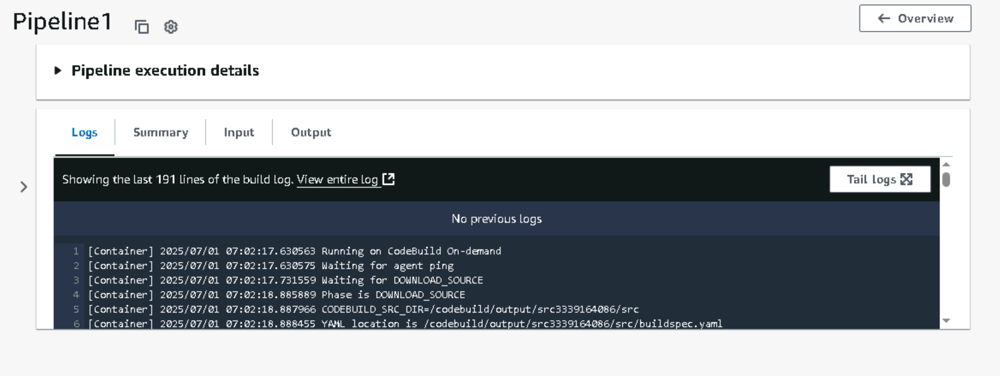 Pipeline1
← Overview
Pipeline execution details
Logs
Summary
Input
Output
Showing the last 191 lines of the build log. View entire log
Tail logs
No previous logs
1 [Container] 2025/07/01 07:02:17.630563 Running on CodeBuild On-demand
2 [Container] 2025/07/01 07:02:17.630575 Waiting for agent ping
3 [Container] 2025/07/01 07:02:17.731559 Waiting for DOWNLOAD_SOURCE
4 [Container] 2025/07/01 07:02:18.885889 Phase is DOWNLOAD_SOURCE
5 [Container] 2025/07/01 07:02:18.887966 CODEBUILD_SRC_DIR=/codebuild/output/src3339164086/src
6 [Container] 2025/07/01 07:02:18.888455 YAML location is /codebuild/output/src3339164086/src/buildspec.yaml